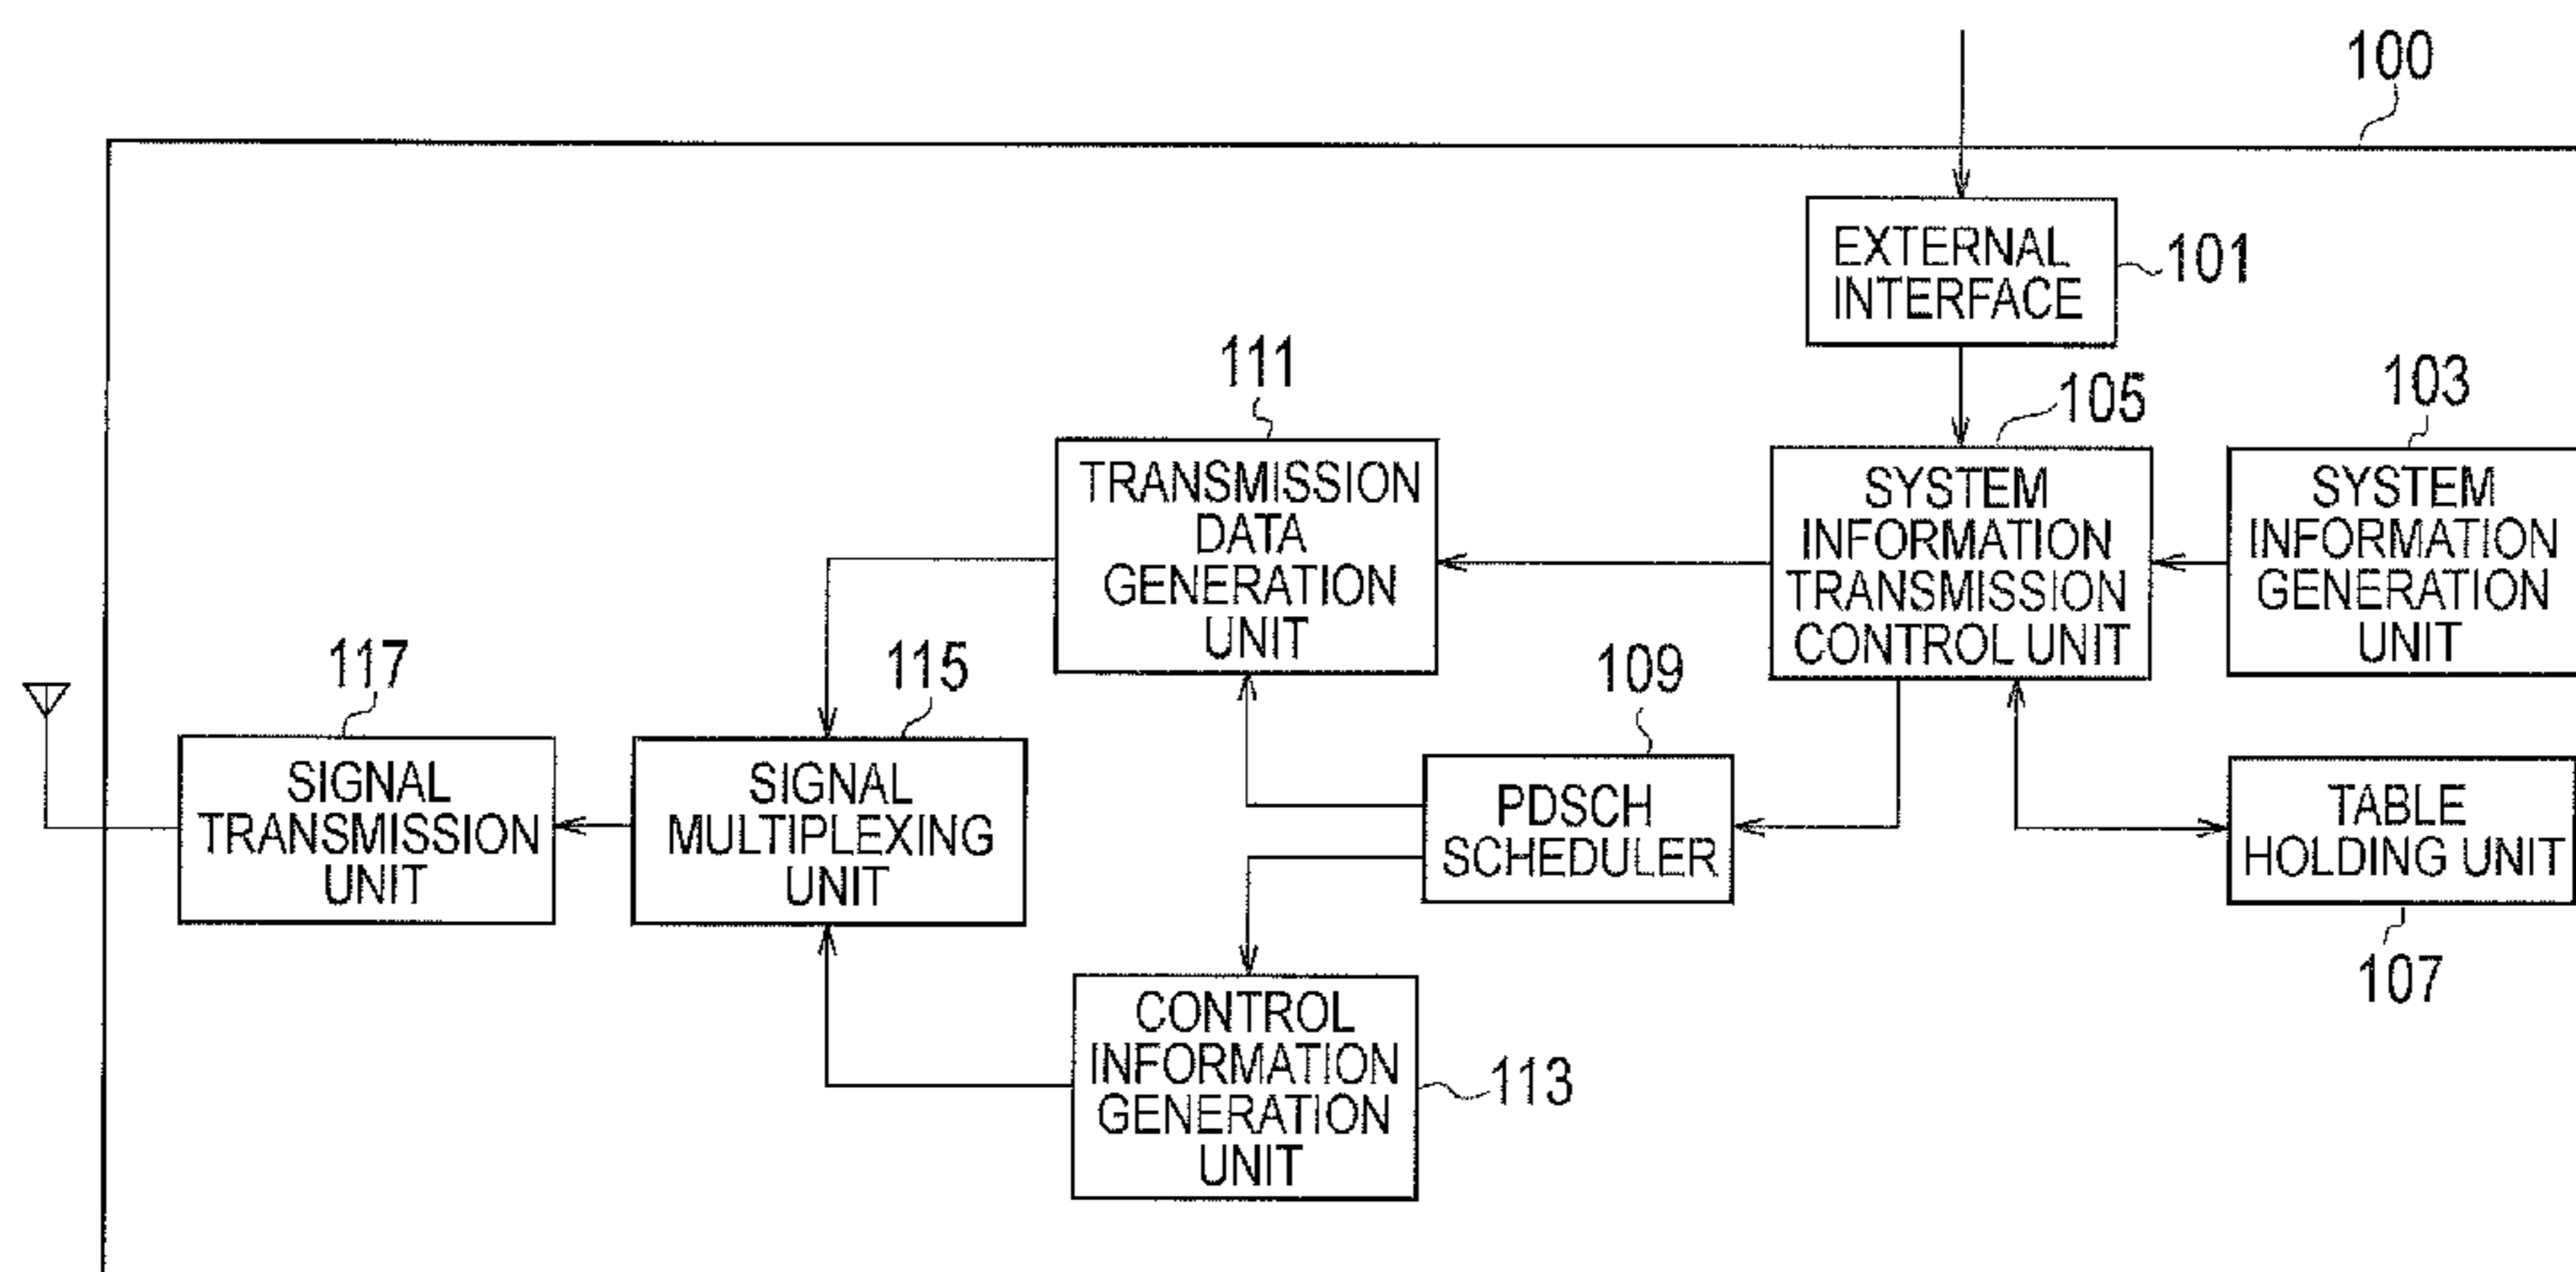 100
EXTERNAL
INTERFACE
101
111
105
103
TRANSMISSION
DATA
GENERATION
UNIT
SYSTEM
INFORMATION
TRANSMISSION
CONTROL UNIT
SYSTEM
INFORMATION
GENERATION
UNIT
117
115
109
SIGNAL
TRANSMISSION
UNIT
SIGNAL
MULTIPLEXING
UNIT
PDSCH
SCHEDULER
TABLE
HOLDING UNIT
107
CONTROL
INFORMATION
GENERATION
UNIT
113